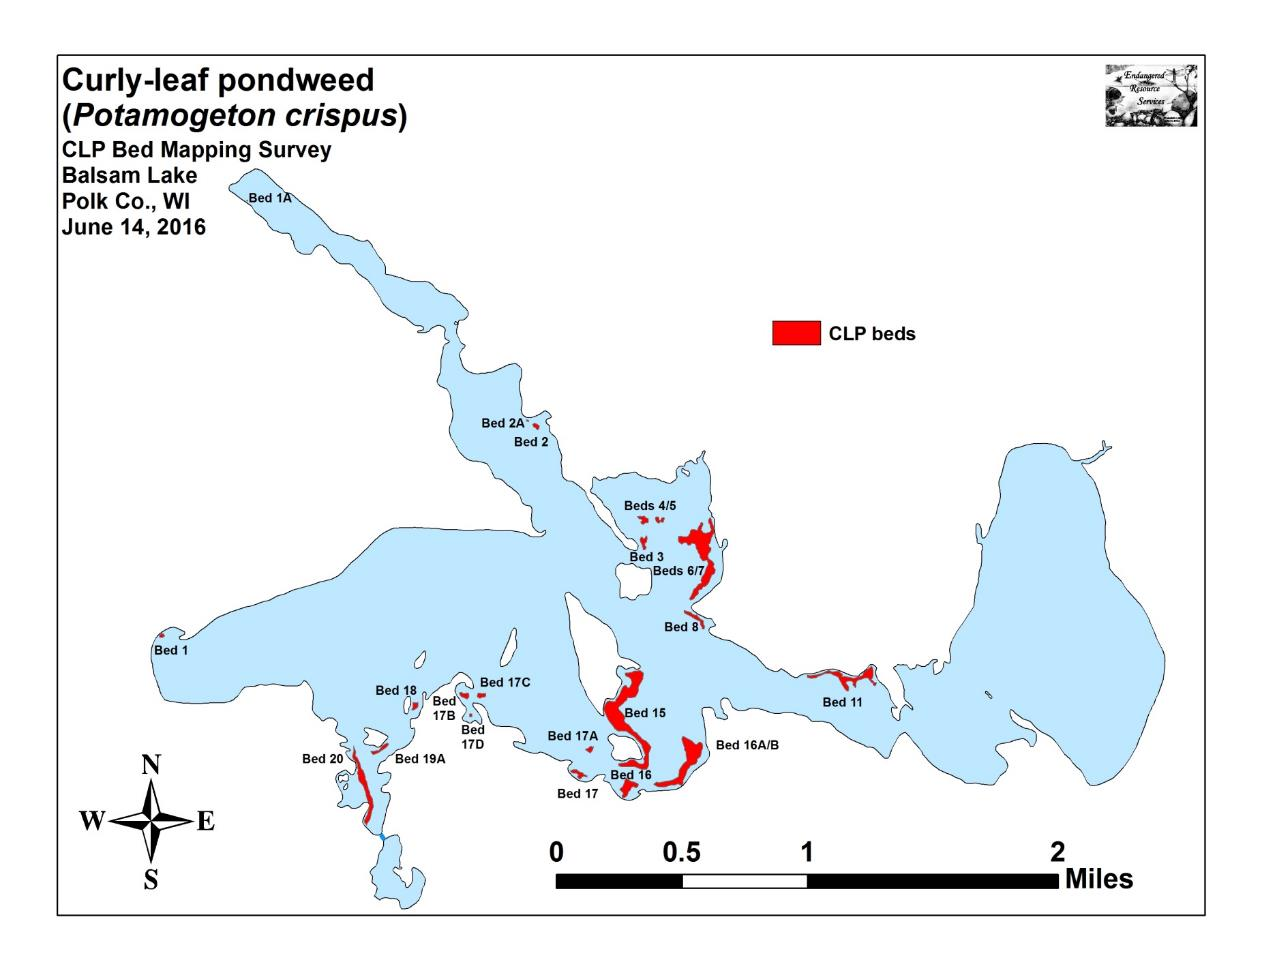 Curly-leaf pondweed
(Potamogeton crispus)
CLP Bed Mapping Survey
Balsam Lake
Polk Co., WI
June 14, 2016
Endangered
Resource
Services
Bed 1A
CLP beds
Bed 2A
Bed 2
Beds 4/5
Bed 3
Beds 6/7
Bed 8
Bed 1
Bed 18
Bed 17C
Bed
17B
Bed
17D
Bed 15
Bed 11
Bed 17A
Bed 16A/B
Bed 20
Bed 19A
Bed 16
Bed 17
N
W E
S
0 0.5 1 2
Miles